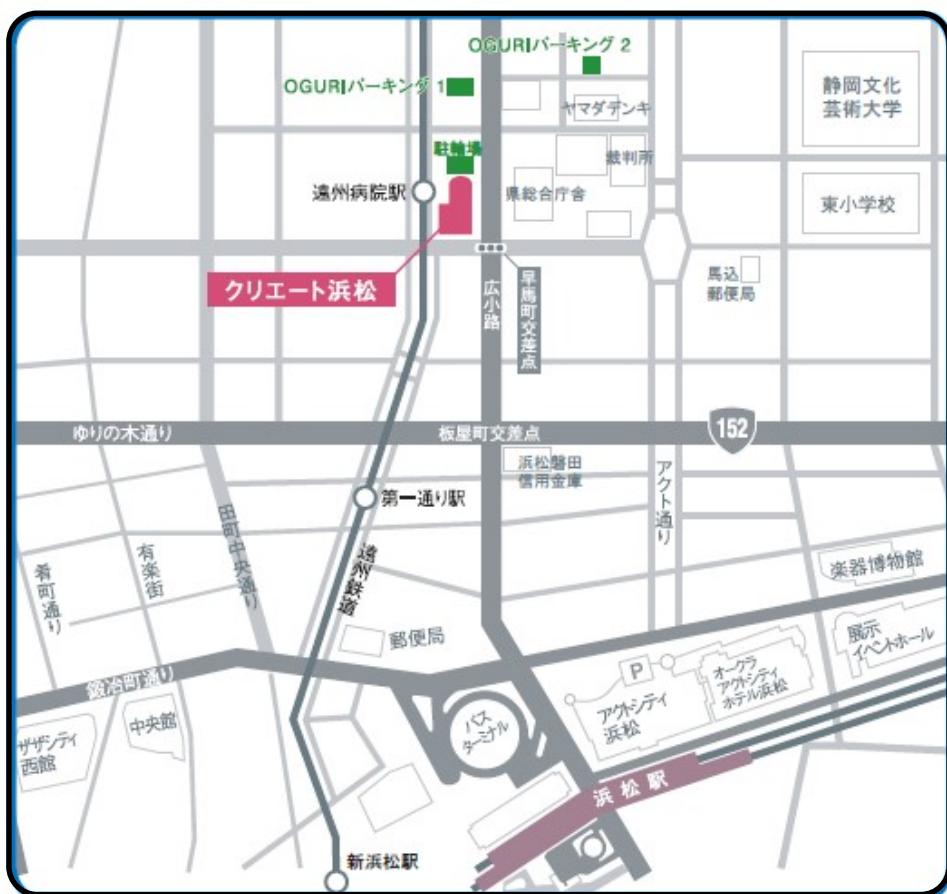 OGURIパーキング 2
OGURIパーキング 1
ヤマダデンキ
静岡文化
芸術大学
駐輪場
裁判所
遠州病院駅
県総合庁舎
東小学校
クリエート浜松
広小路
早馬町交差点
馬込
郵便局
ゆりの木通り
板屋町交差点
152
浜松磐田
信用金庫
アクト通り
第一通り駅
田町中央通り
有楽街
肴町通り
遠州鉄道
楽器博物館
郵便局
展示
イベントホール
鍛冶町通り
P
オークラ
アクトシティ
ホテル浜松
アクトシティ
浜松
バス
ターミナル
中央館
ザザシティ
西館
浜松駅
新浜松駅